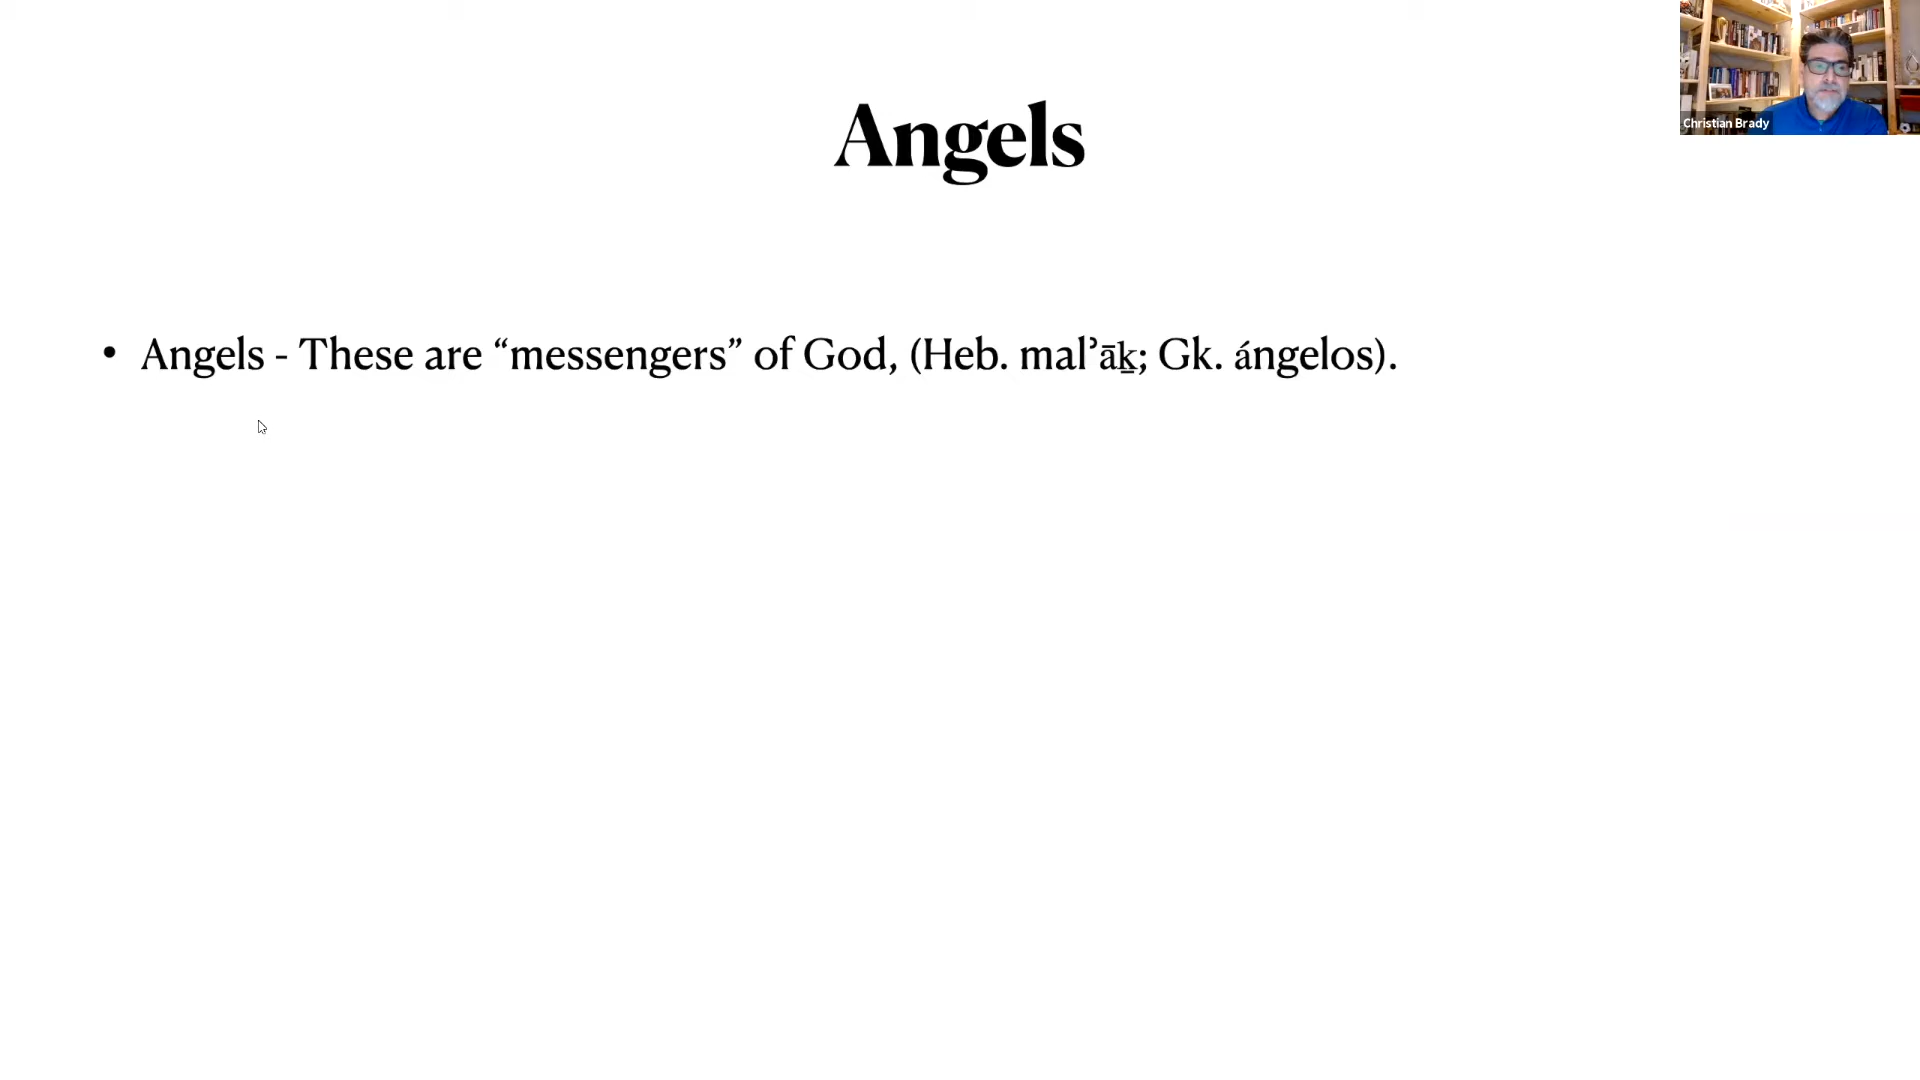 Christian Brady
Angels
• Angels - These are “messengers” of God, (Heb. mal’āḵ; Gk. ángelos).